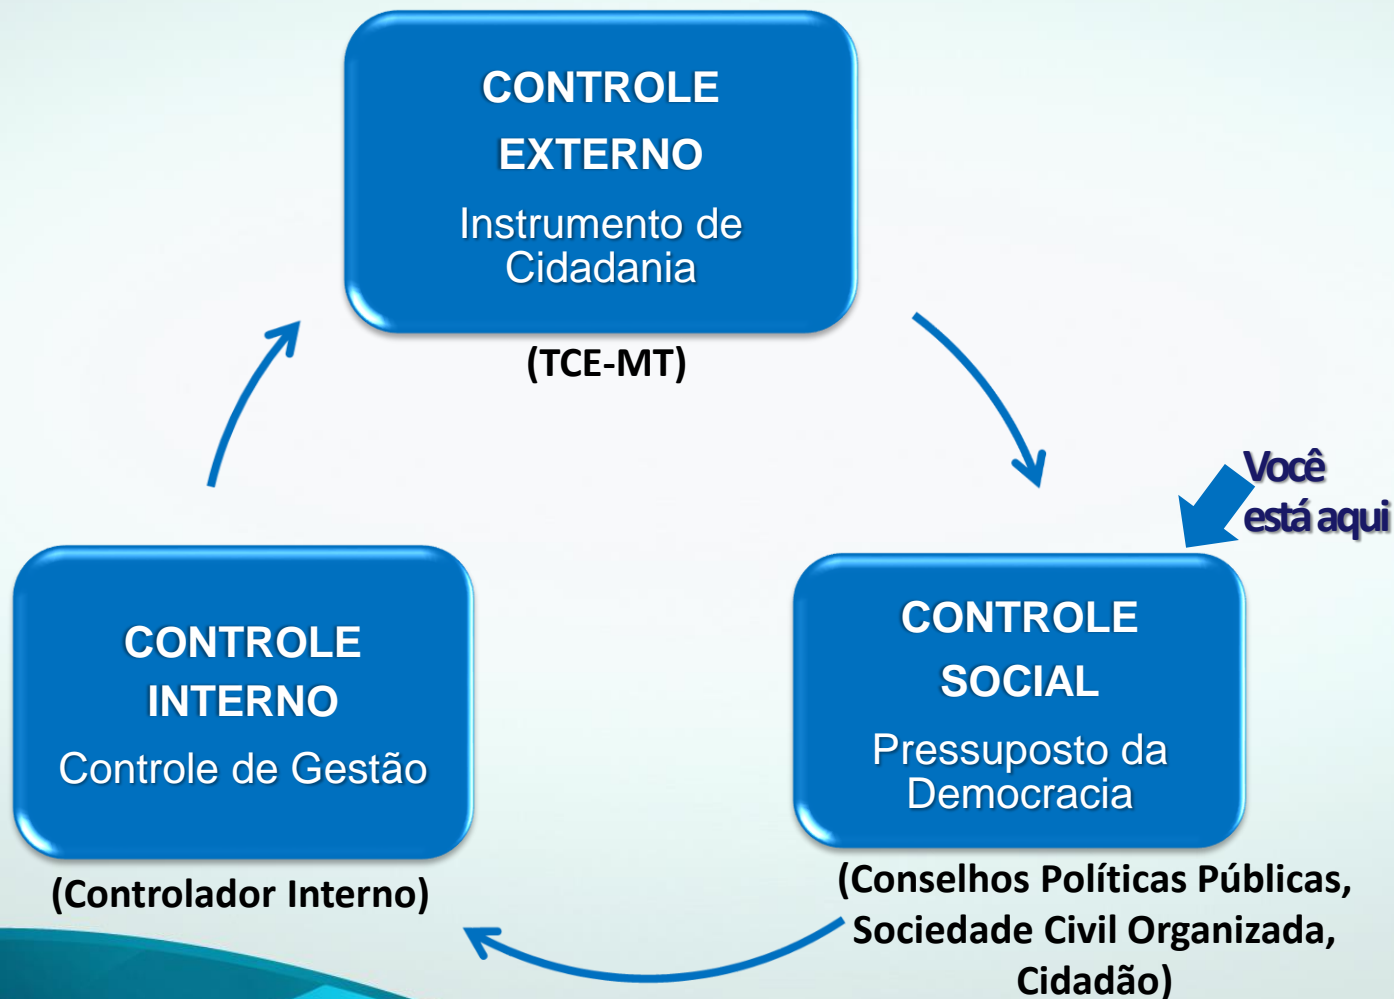 CONTROLE
EXTERNO
Instrumento de
Cidadania
(TCE-MT)
Você
está aqui
CONTROLE
INTERNO
Controle de Gestão
(Controlador Interno)
CONTROLE
SOCIAL
Pressuposto da
Democracia
(Conselhos Políticas Públicas,
Sociedade Civil Organizada,
Cidadão)